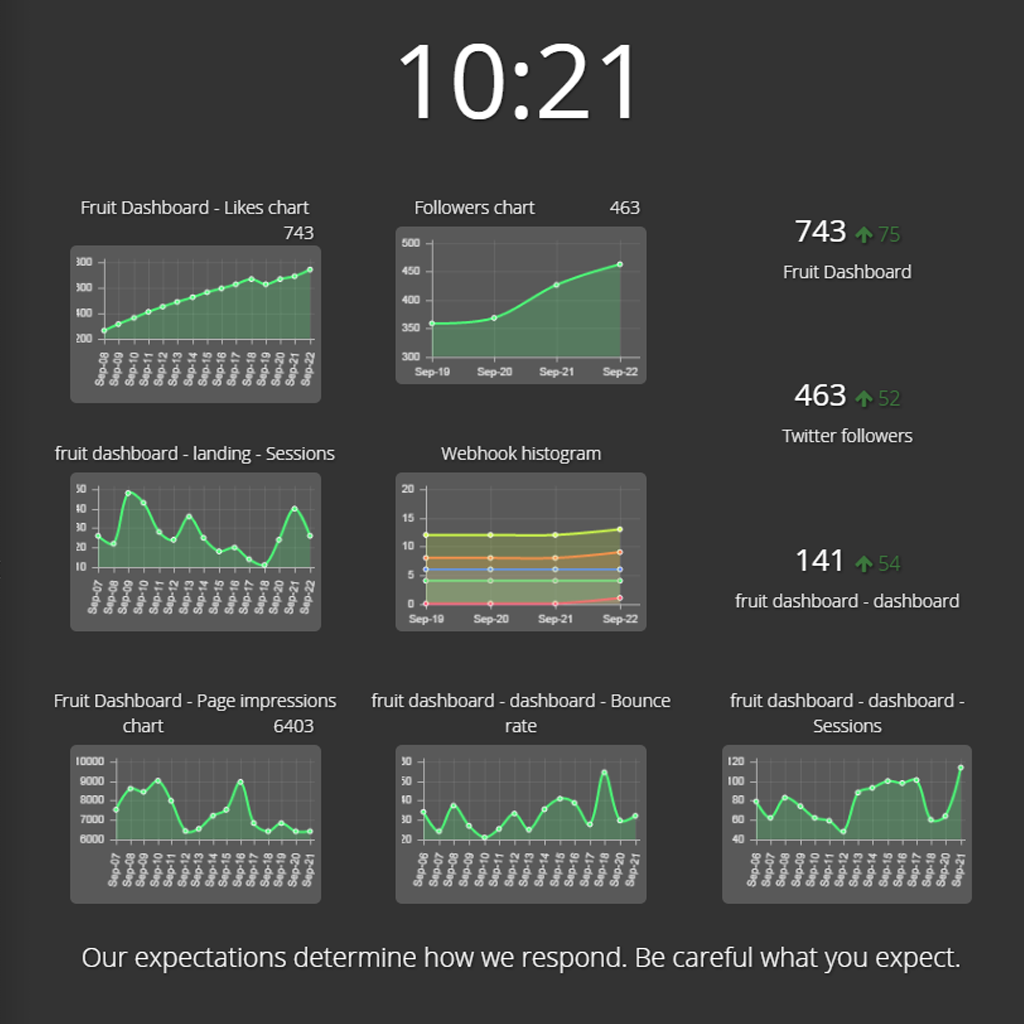 10:21
Fruit Dashboard - Likes chart
743
800
600
400
200
Sep-08 Sep-09 Sep-10 Sep-11 Sep-12 Sep-13 Sep-14 Sep-15 Sep-16 Sep-17 Sep-18 Sep-19 Sep-20 Sep-21 Sep-22
Followers chart 463
500
450
400
350
300
Sep-19 Sep-20 Sep-21 Sep-22
743 75
Fruit Dashboard
463 52
Twitter followers
fruit dashboard - landing - Sessions
50
40
30
20
10
Sep-07 Sep-08 Sep-09 Sep-10 Sep-11 Sep-12 Sep-13 Sep-14 Sep-15 Sep-16 Sep-17 Sep-18 Sep-20 Sep-21 Sep-22
Webhook histogram
20
15
10
5
0
Sep-19 Sep-20 Sep-21 Sep-22
141 54
fruit dashboard - dashboard
Fruit Dashboard - Page impressions
chart 6403
10000
9000
8000
7000
6000
Sep-07 Sep-08 Sep-09 Sep-10 Sep-11 Sep-12 Sep-13 Sep-14 Sep-15 Sep-16 Sep-17 Sep-18 Sep-19 Sep-20 Sep-21
fruit dashboard - dashboard - Bounce
rate
50
40
30
20
Sep-06 Sep-07 Sep-08 Sep-09 Sep-10 Sep-11 Sep-12 Sep-13 Sep-14 Sep-15 Sep-16 Sep-17 Sep-18 Sep-20 Sep-21
fruit dashboard - dashboard -
Sessions
120
100
80
60
40
Sep-06 Sep-07 Sep-08 Sep-09 Sep-10 Sep-11 Sep-12 Sep-13 Sep-14 Sep-15 Sep-16 Sep-17 Sep-18 Sep-20 Sep-21
Our expectations determine how we respond. Be careful what you expect.